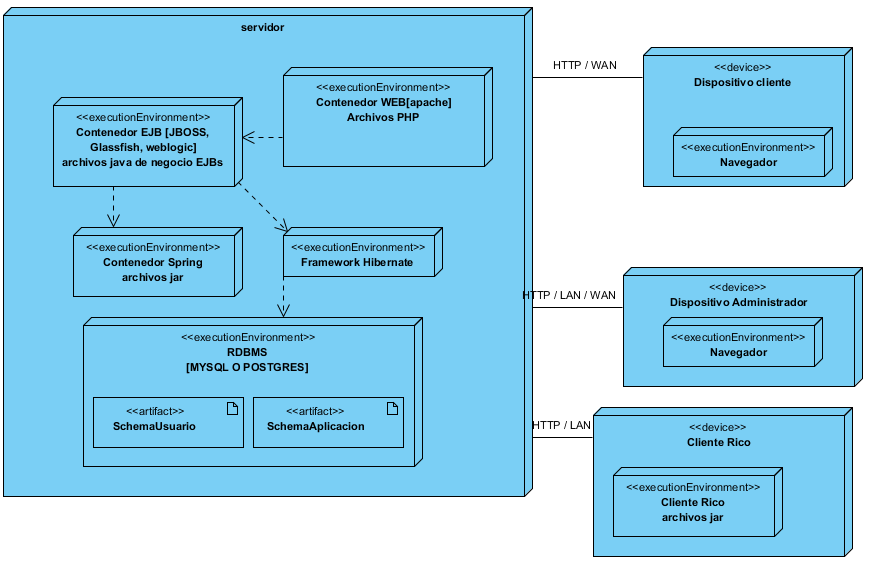 servidor
<<executionEnvironment>>
Contenedor WEB[apache]
Archivos PHP
<<executionEnvironment>>
Contenedor EJB [JBOSS,
Glassfish, weblogic]
archivos java de negocio EJBs
<<executionEnvironment>>
Contenedor Spring
archivos jar
<<executionEnvironment>>
Framework Hibernate
<<executionEnvironment>>
RDBMS
[MYSQL O POSTGRES]
<<artifact>>
SchemaUsuario
<<artifact>>
SchemaAplicacion
HTTP / WAN
<<device>>
Dispositivo cliente
<<executionEnvironment>>
Navegador
HTTP / LAN / WAN
<<device>>
Dispositivo Administrador
<<executionEnvironment>>
Navegador
HTTP / LAN
<<device>>
Cliente Rico
<<executionEnvironment>>
Cliente Rico
archivos jar